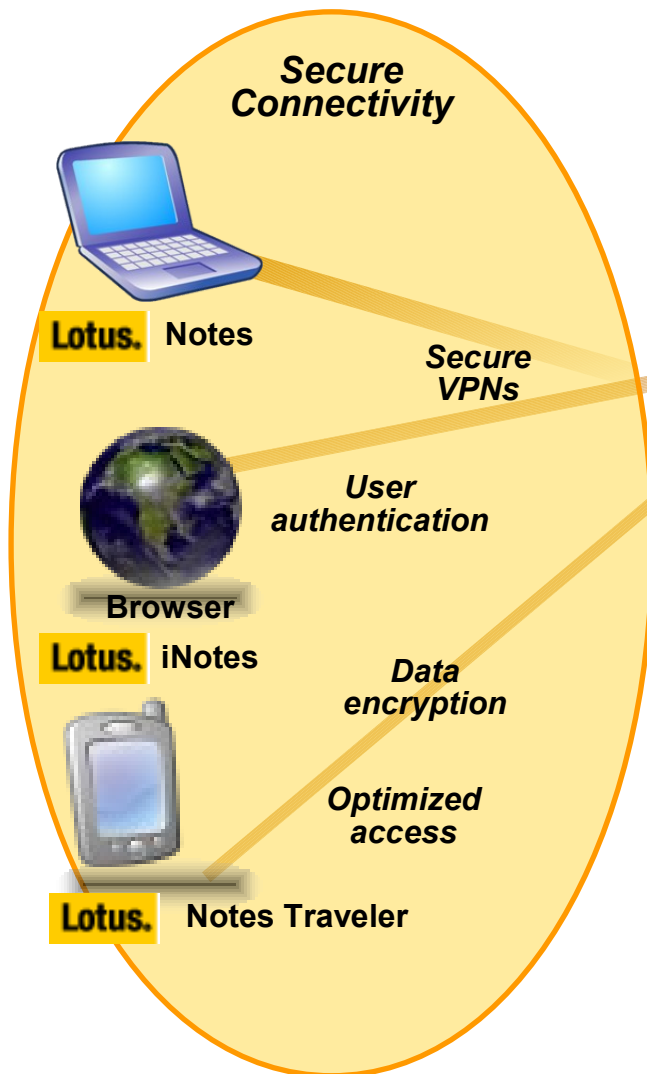 Secure
Connectivity
Lotus. Notes
Secure
VPNs
User
authentication
Browser
Lotus. iNotes
Data
encryption
Optimized
access
Lotus. Notes Traveler